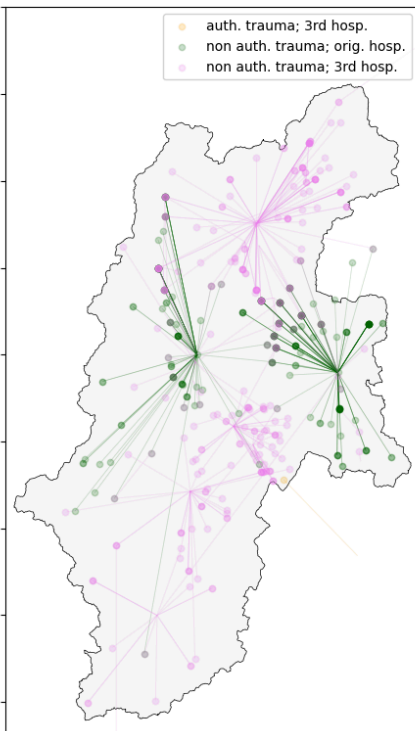 auth. trauma; 3rd hosp.
non auth. trauma; orig. hosp.
non auth. trauma; 3rd hosp.